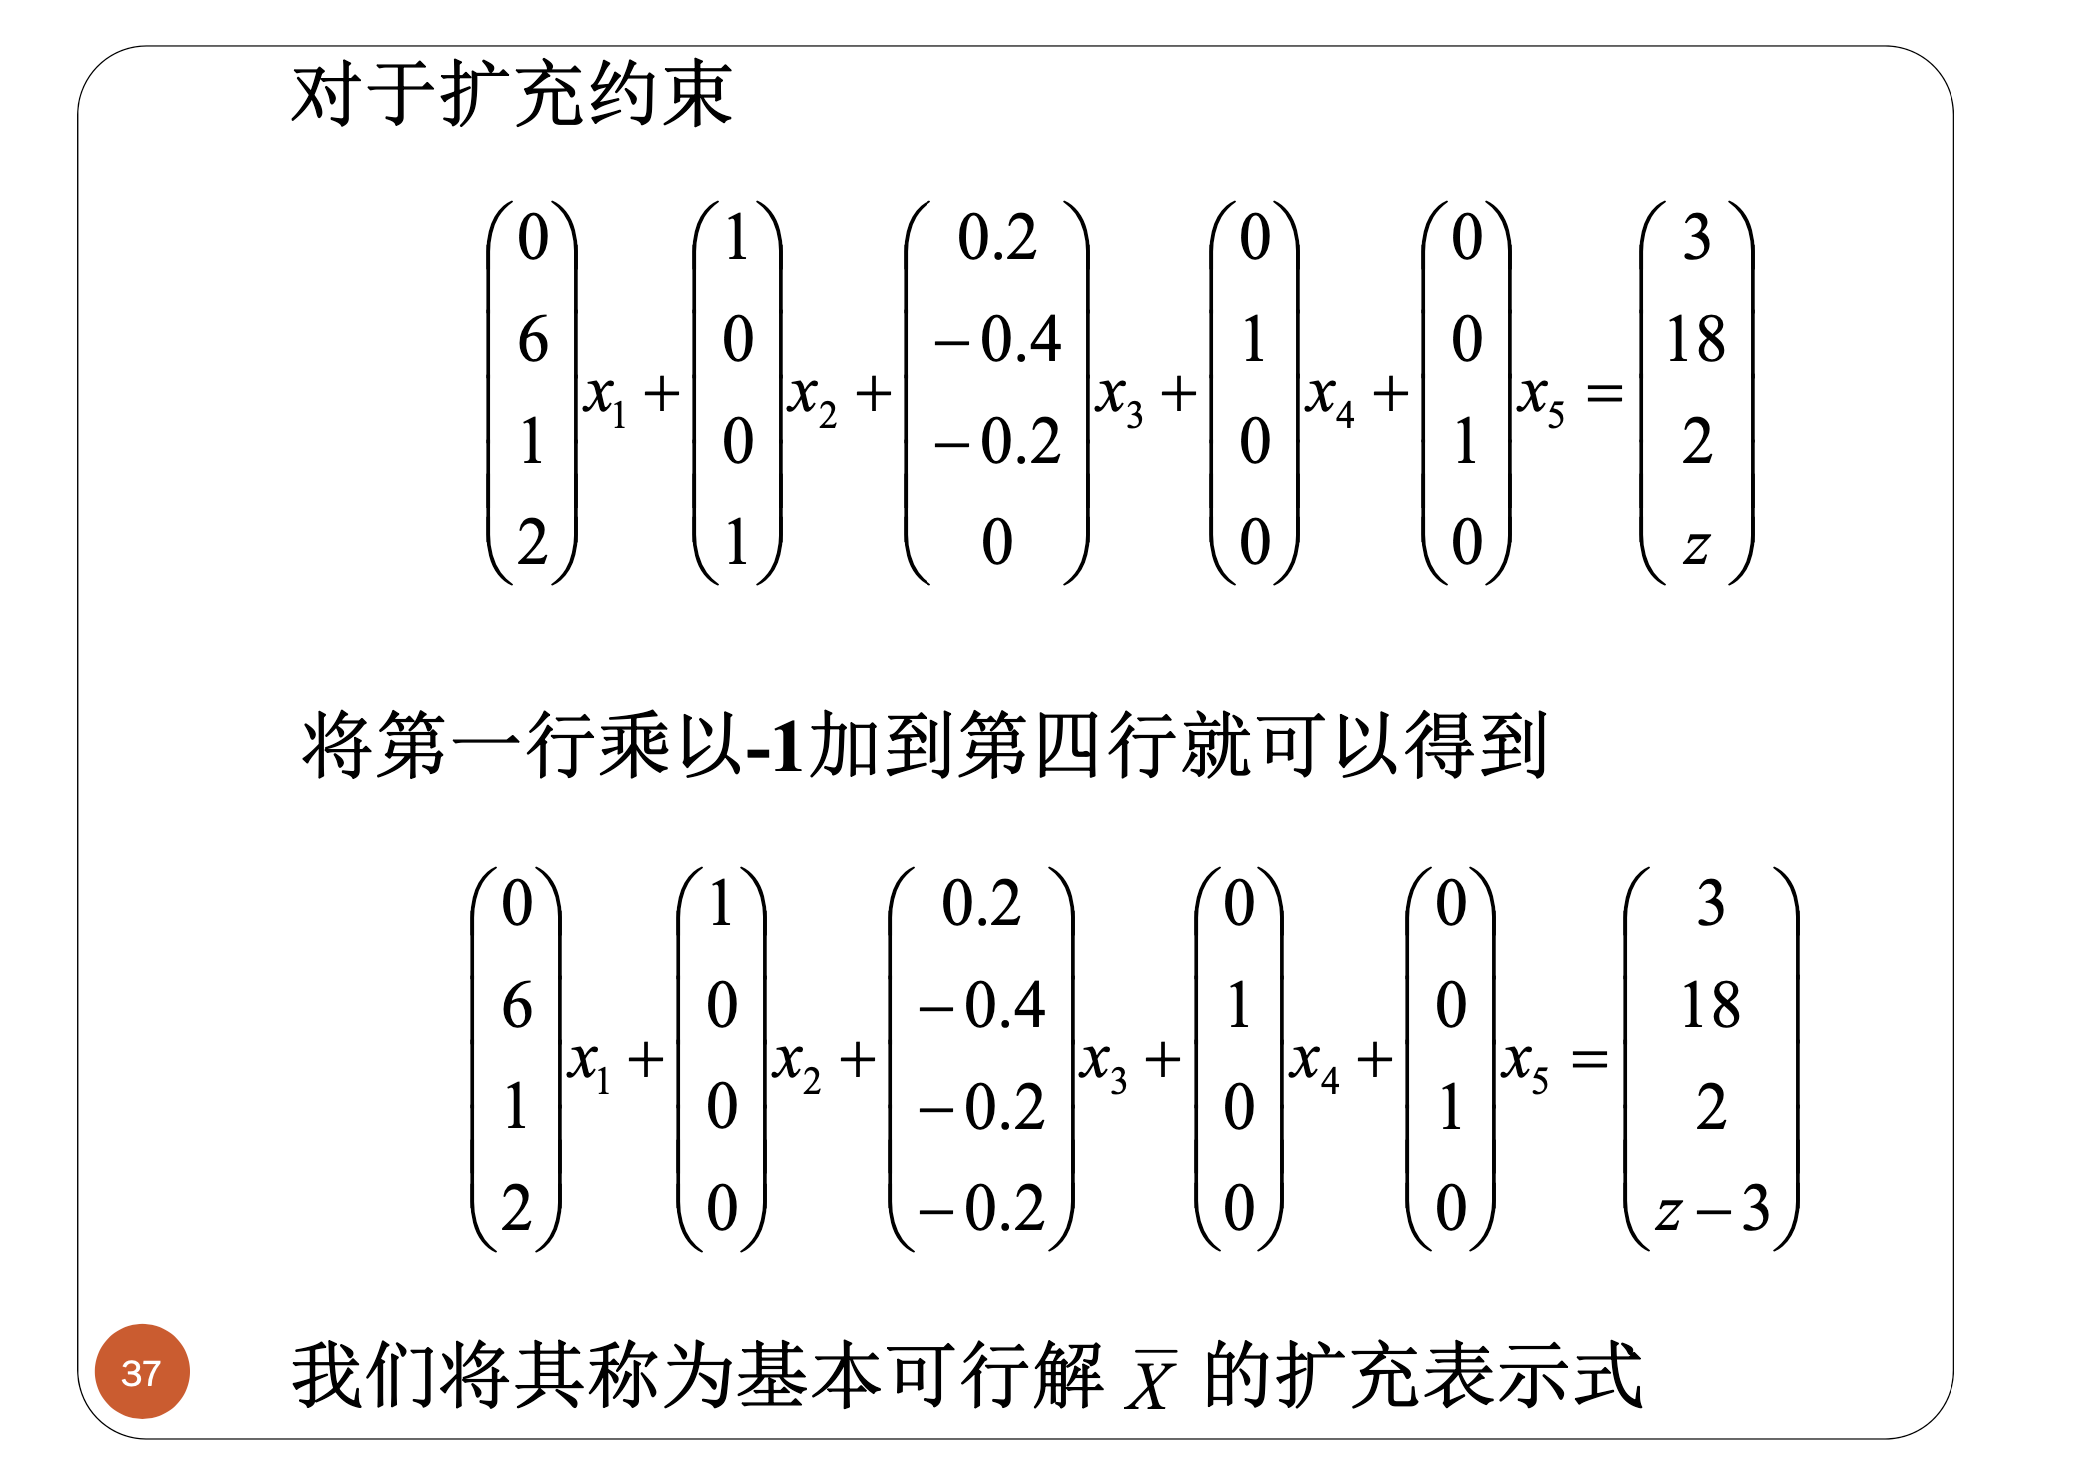 对于扩充约束
$$\begin{pmatrix} 0 \\ 6 \\ 1 \\ 2 \end{pmatrix} x_1 + \begin{pmatrix} 1 \\ 0 \\ 0 \\ 1 \end{pmatrix} x_2 + \begin{pmatrix} 0.2 \\ -0.4 \\ -0.2 \\ 0 \end{pmatrix} x_3 + \begin{pmatrix} 0 \\ 1 \\ 0 \\ 0 \end{pmatrix} x_4 + \begin{pmatrix} 0 \\ 0 \\ 1 \\ 0 \end{pmatrix} x_5 = \begin{pmatrix} 3 \\ 18 \\ 2 \\ z \end{pmatrix}$$
将第一行乘以-1加到第四行就可以得到
$$\begin{pmatrix} 0 \\ 6 \\ 1 \\ 2 \end{pmatrix} x_1 + \begin{pmatrix} 1 \\ 0 \\ 0 \\ 0 \end{pmatrix} x_2 + \begin{pmatrix} 0.2 \\ -0.4 \\ -0.2 \\ -0.2 \end{pmatrix} x_3 + \begin{pmatrix} 0 \\ 1 \\ 0 \\ 0 \end{pmatrix} x_4 + \begin{pmatrix} 0 \\ 0 \\ 1 \\ 0 \end{pmatrix} x_5 = \begin{pmatrix} 3 \\ 18 \\ 2 \\ z-3 \end{pmatrix}$$
我们将其称为基本可行解 $\overline{X}$ 的扩充表示式
37